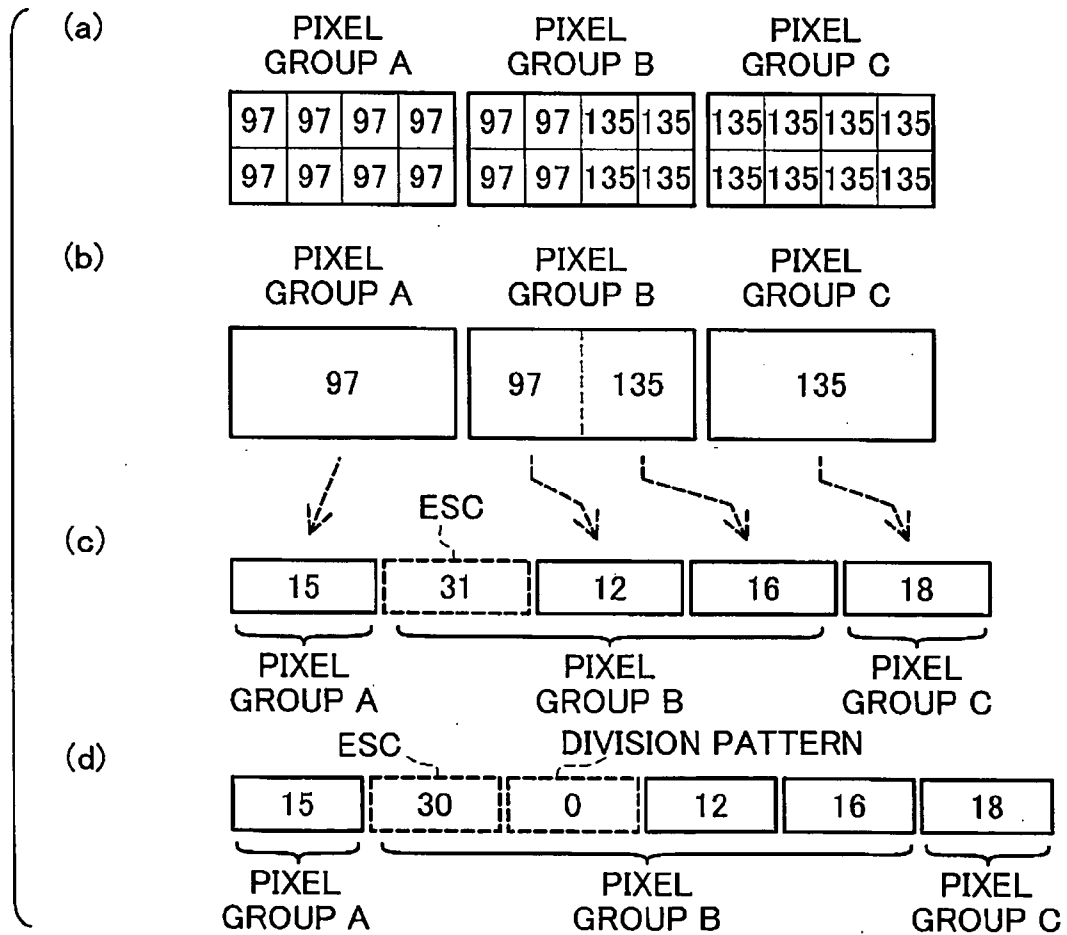 (a)
PIXEL GROUP A
PIXEL GROUP B
PIXEL GROUP C
97 97 97 97 97 97 135 135 135 135 135 135
97 97 97 97 97 97 135 135 135 135 135 135
(b)
PIXEL GROUP A
PIXEL GROUP B
PIXEL GROUP C
97 97 135 135
ESC
(c)
15 31 12 16 18
PIXEL GROUP A
PIXEL GROUP B
PIXEL GROUP C
(d)
ESC DIVISION PATTERN
15 30 0 12 16 18
PIXEL GROUP A
PIXEL GROUP B
PIXEL GROUP C